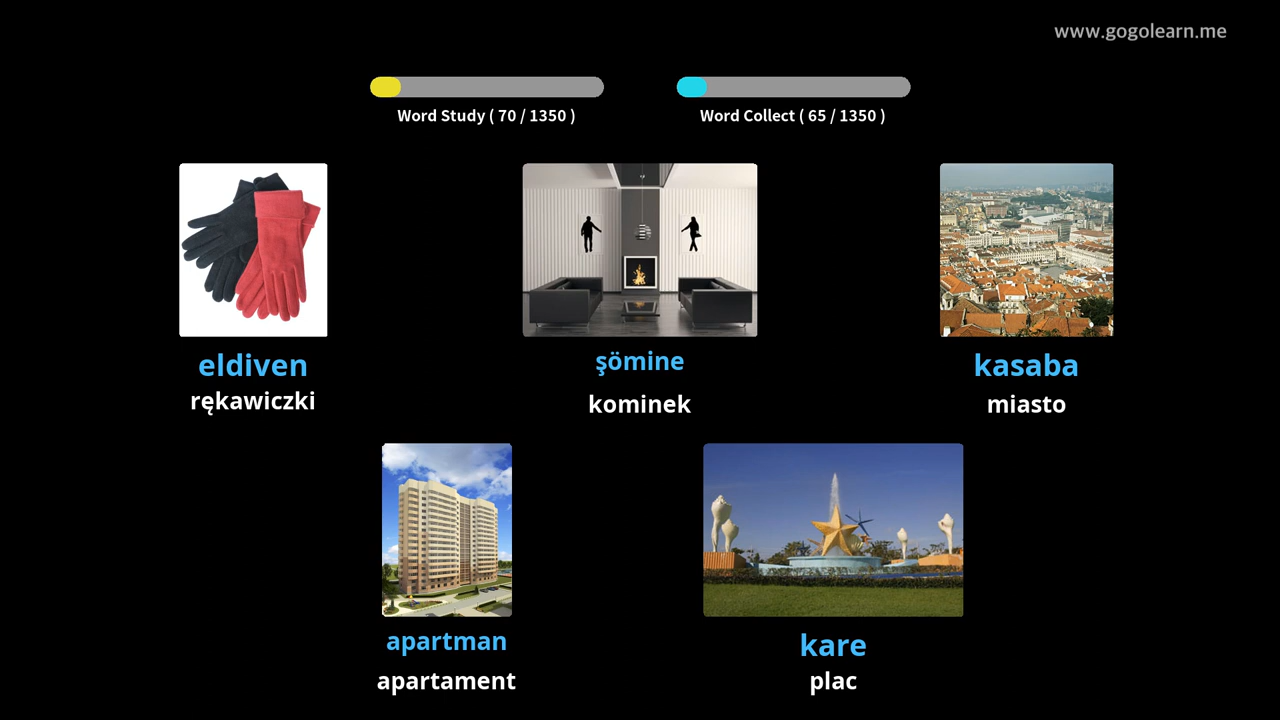 www.gogolearn.me
Word Study ( 70 / 1350 )
Word Collect ( 65 / 1350 )
eldiven
rękawiczki
şömine
kominek
kasaba
miasto
apartman
apartament
kare
plac